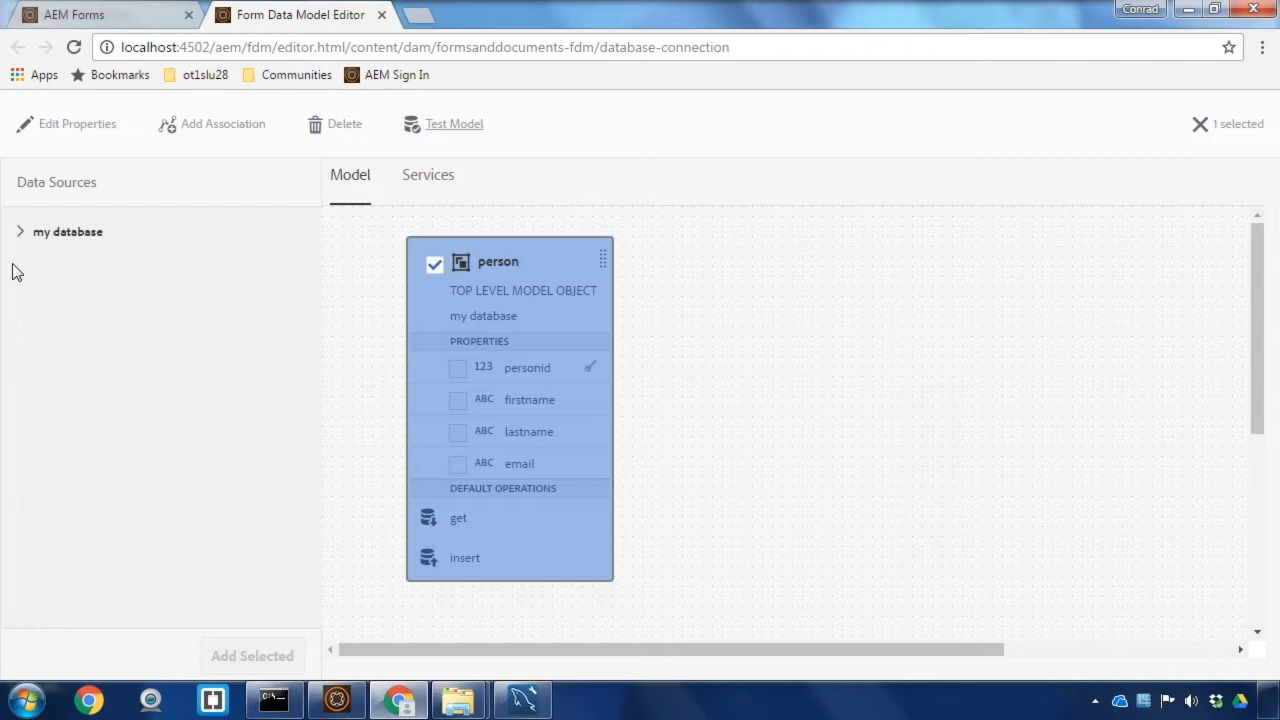 AEM Forms
Form Data Model Editor
Conrad
localhost:4502/aem/fdm/editor.html/content/dam/formsanddocuments-fdm/database-connection
Apps
Bookmarks
ot1slu28
Communities
AEM Sign In
Edit Properties
Add Association
Delete
Test Model
1 selected
Data Sources
Model
Services
my database
person
TOP LEVEL MODEL OBJECT
my database
PROPERTIES
123 personid
ABC firstname
ABC lastname
ABC email
DEFAULT OPERATIONS
get
insert
Add Selected